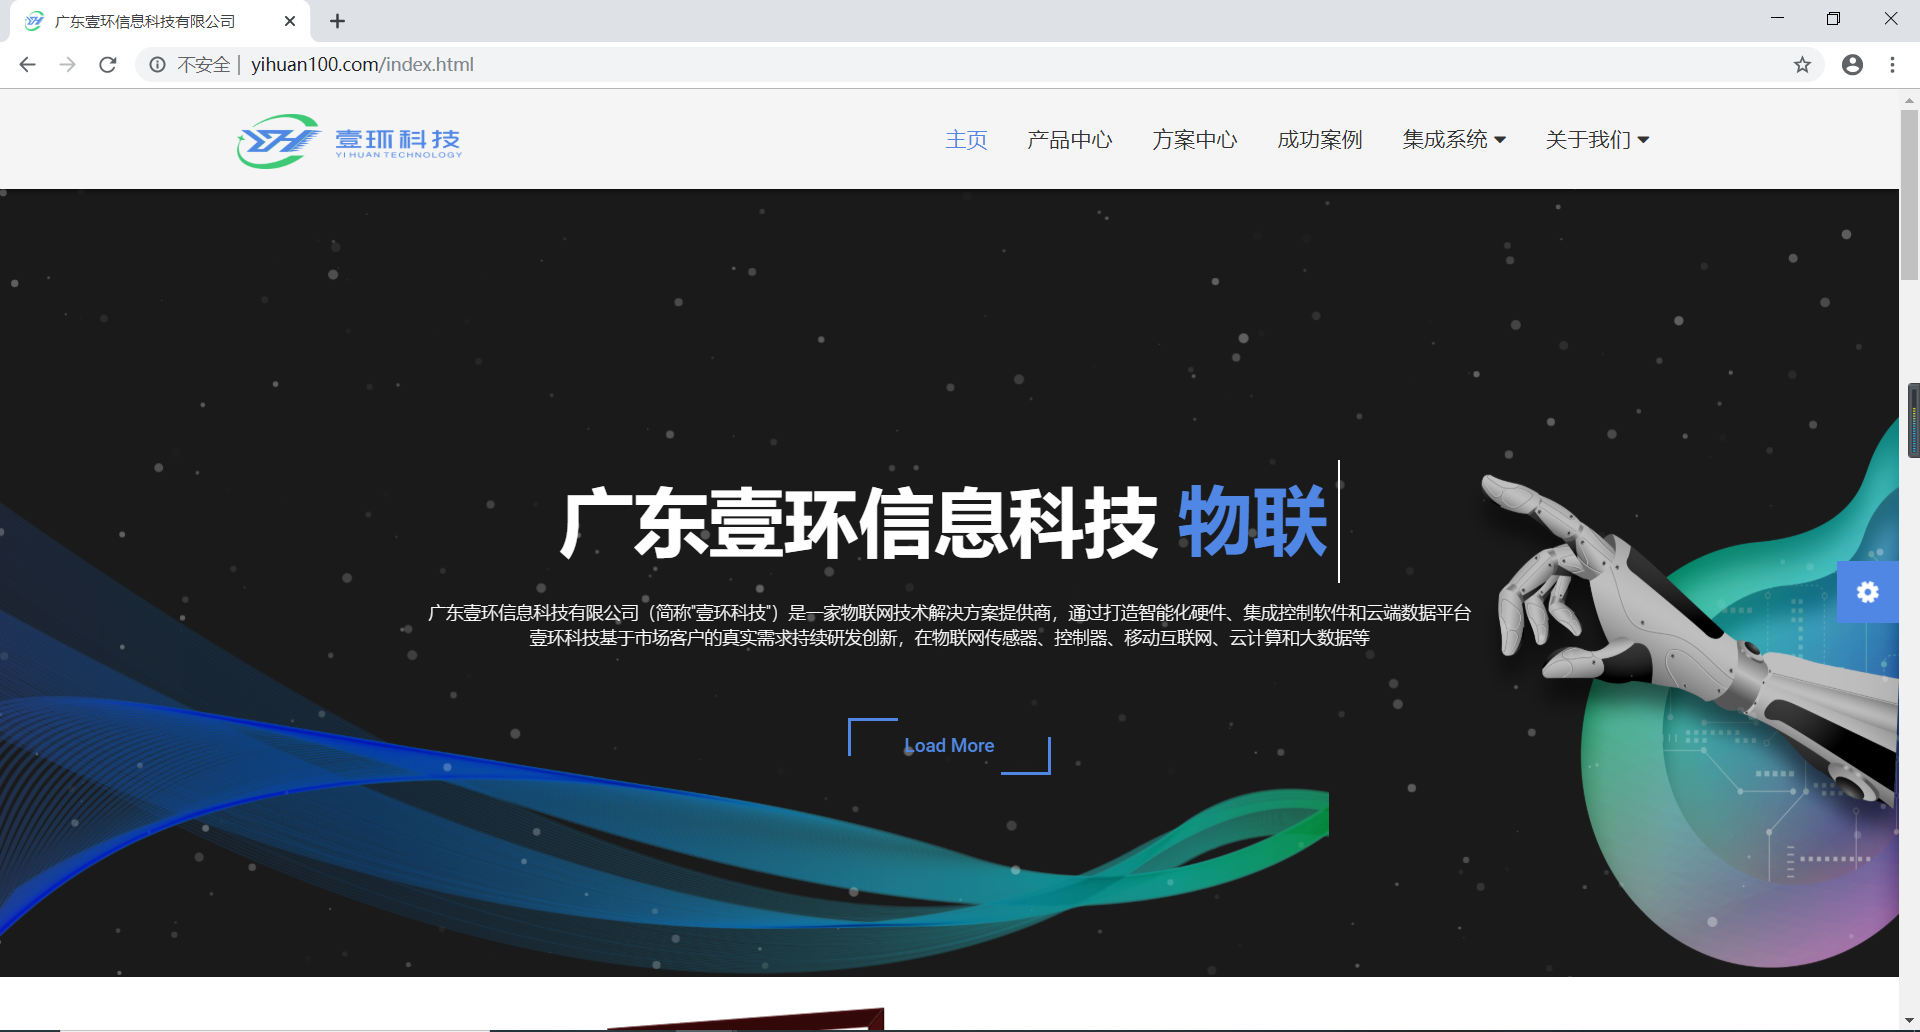 广东壹环信息科技有限公司
不安全 | yihuan100.com/index.html
YH 壹环科技
YI HUAN TECHNOLOGY
主页 产品中心 方案中心 成功案例 集成系统 关于我们
广东壹环信息科技 物联
广东壹环信息科技有限公司（简称"壹环科技"）是一家物联网技术解决方案提供商，通过打造智能化硬件、集成控制软件和云端数据平台
壹环科技基于市场客户的真实需求持续研发创新，在物联网传感器、控制器、移动互联网、云计算和大数据等
Load More